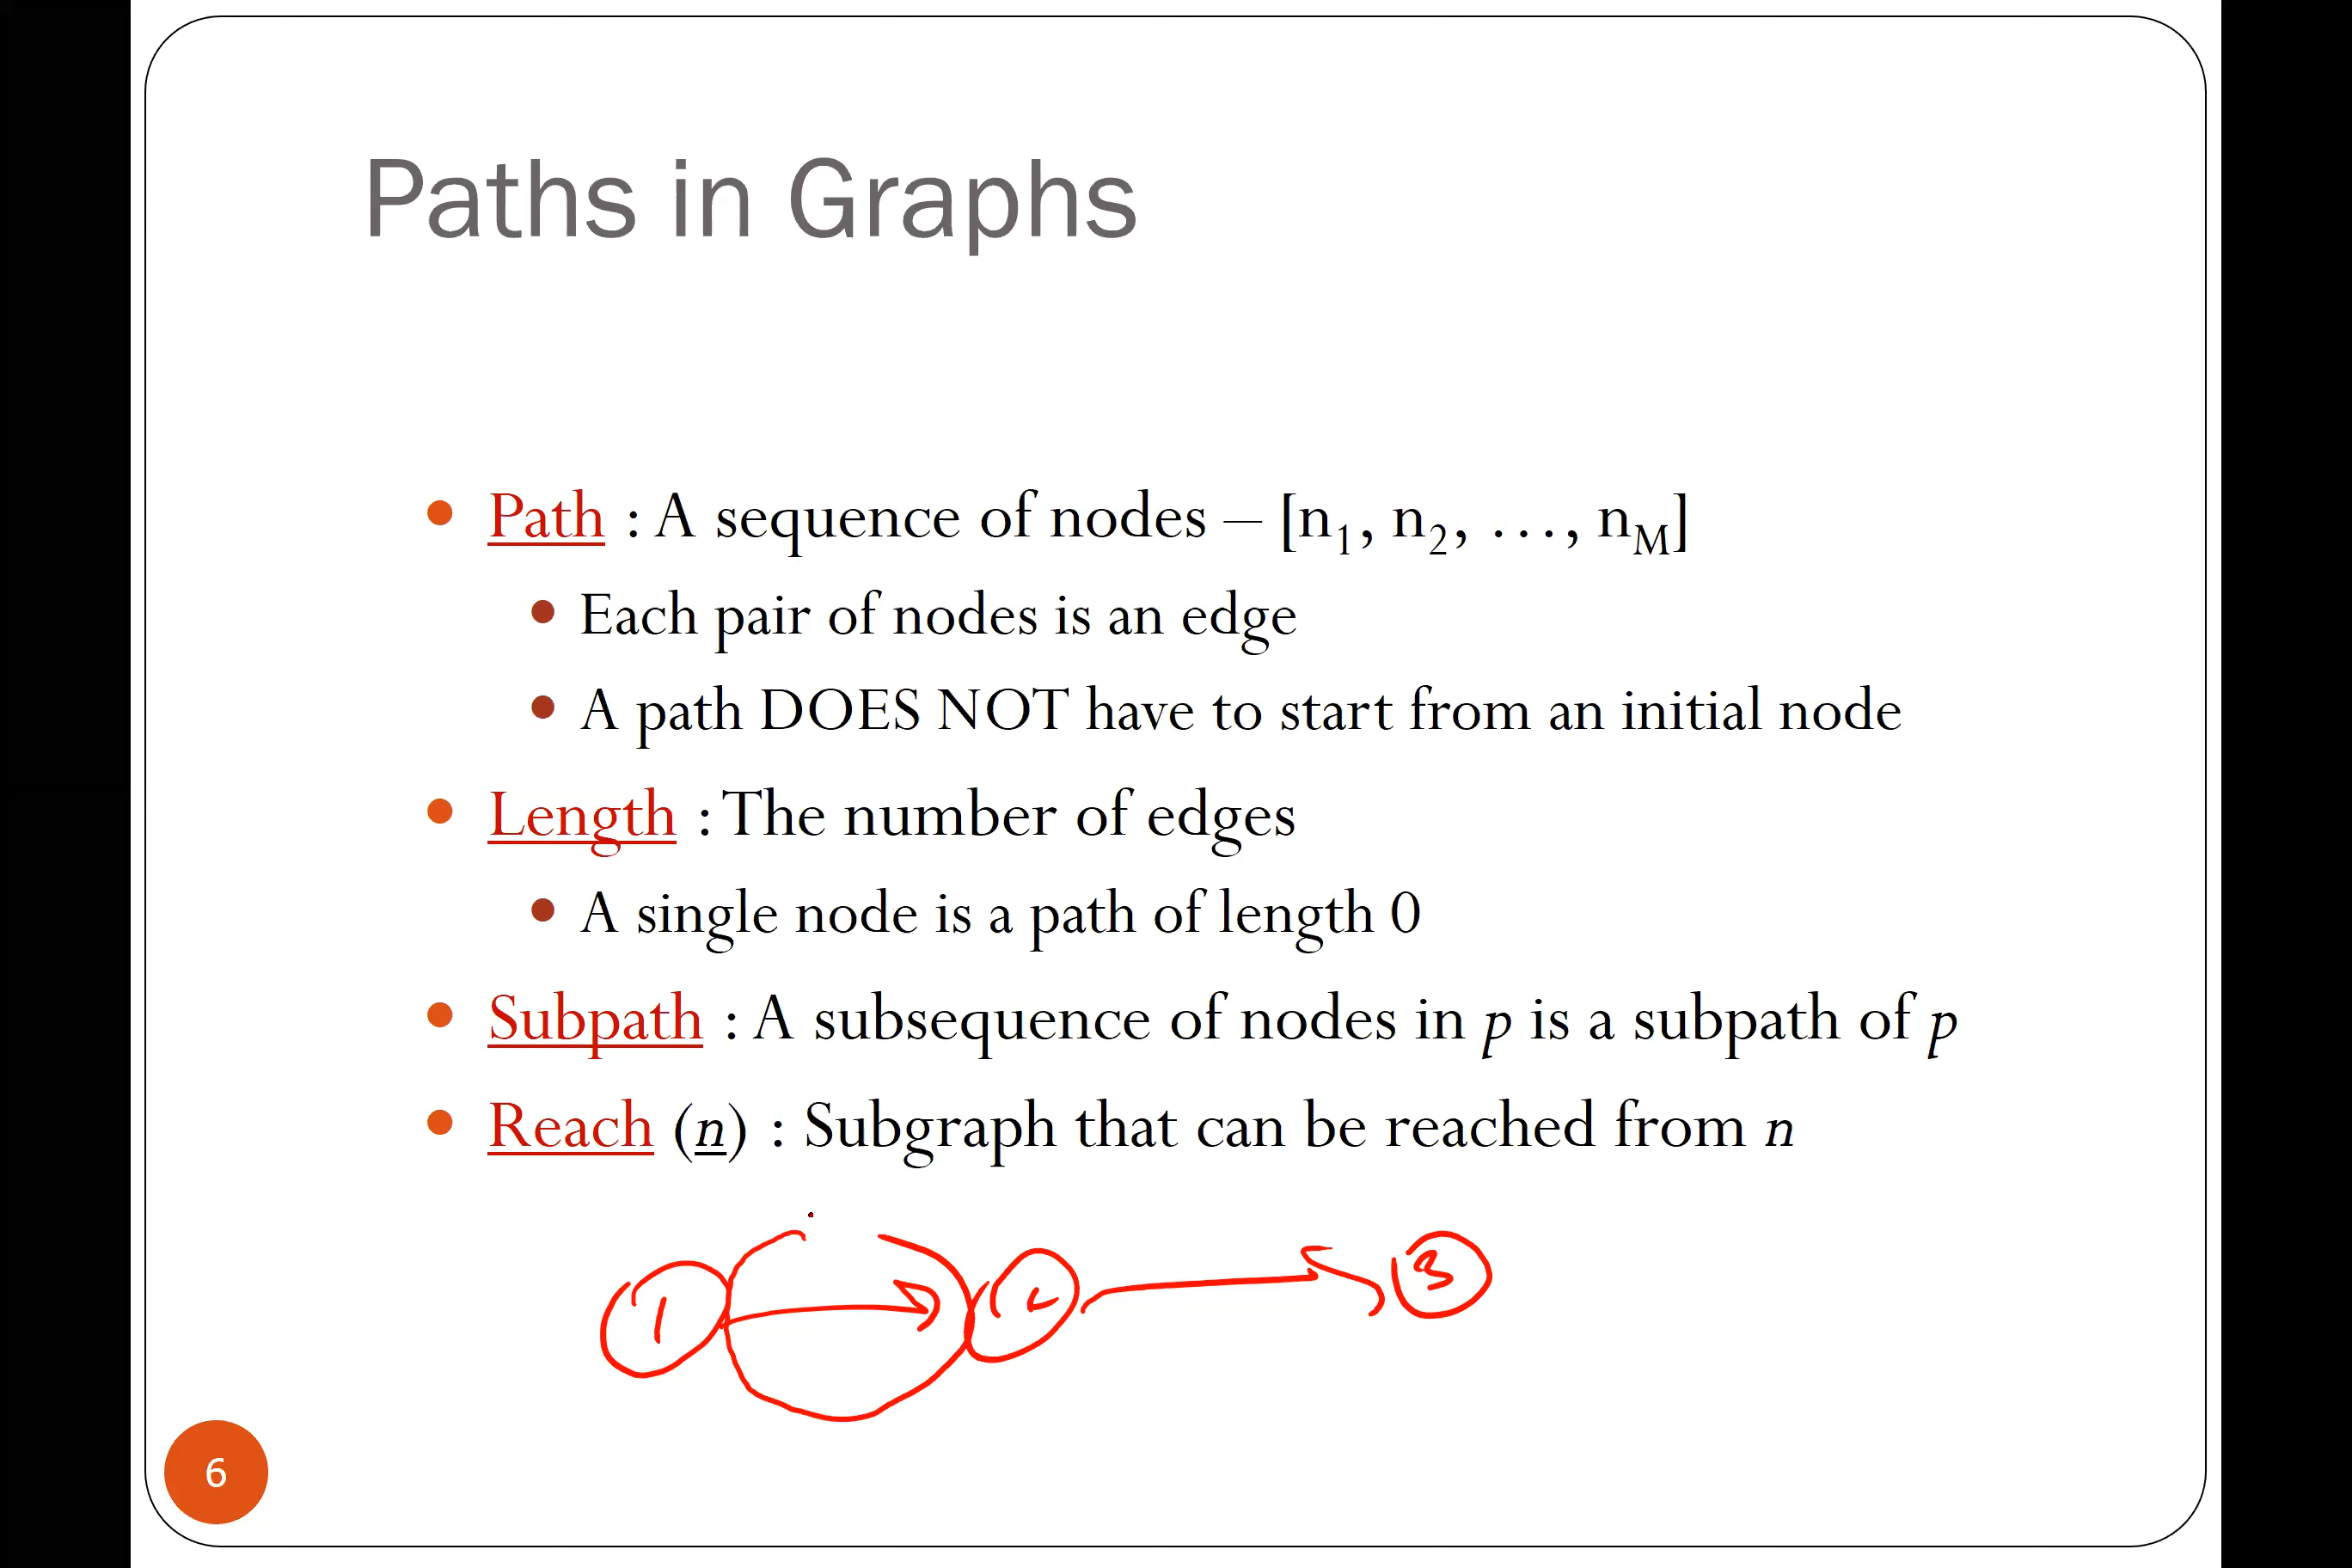 Paths in Graphs
Path : A sequence of nodes – [n₁, n₂, …, n_M]
Each pair of nodes is an edge
A path DOES NOT have to start from an initial node
Length : The number of edges
A single node is a path of length 0
Subpath : A subsequence of nodes in p is a subpath of p
Reach (n) : Subgraph that can be reached from n
1 2 3
6